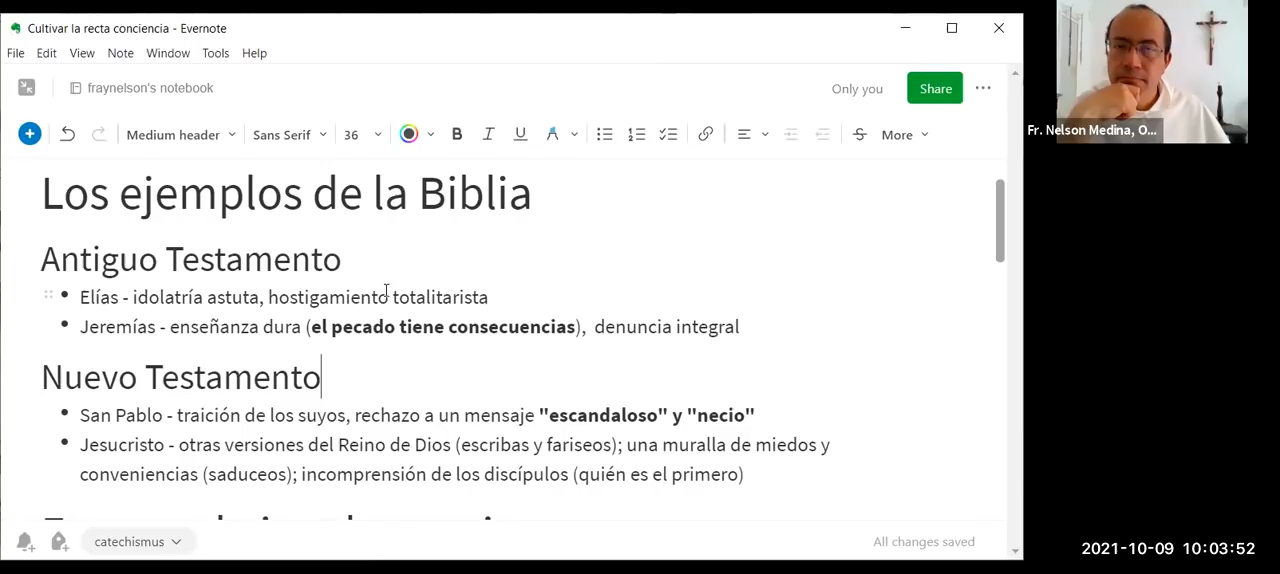 Cultivar la recta conciencia - Evernote
File Edit View Note Window Tools Help
fraynelson's notebook
Only you
Share
Medium header
Sans Serif
36
B I U
More
Los ejemplos de la Biblia
Antiguo Testamento
Elías - idolatría astuta, hostigamiento totalitarista
Jeremías - enseñanza dura (el pecado tiene consecuencias),  denuncia integral
Nuevo Testamento
San Pablo - traición de los suyos, rechazo a un mensaje "escandaloso" y "necio"
Jesucristo - otras versiones del Reino de Dios (escribas y fariseos); una muralla de miedos y
conveniencias (saduceos); incomprensión de los discípulos (quién es el primero)
catechismus
All changes saved
Fr. Nelson Medina, O...
2021-10-09 10:03:52